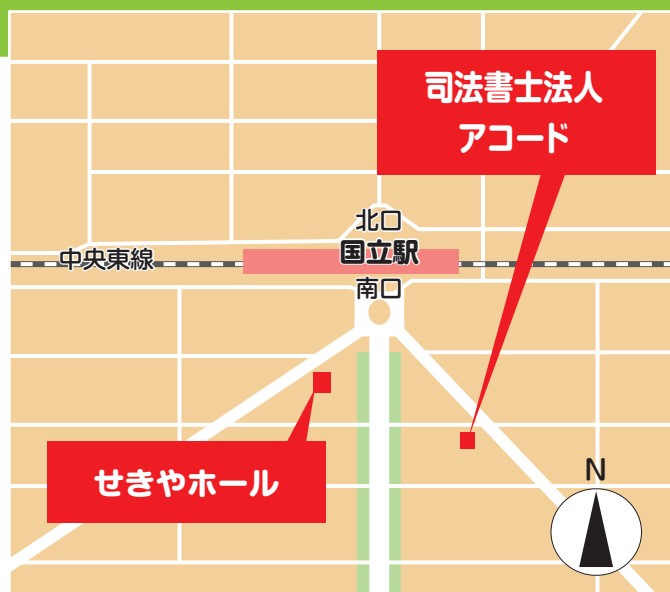 司法書士法人
アコード
北口
国立駅
中央東線
南口
せきやホール
N